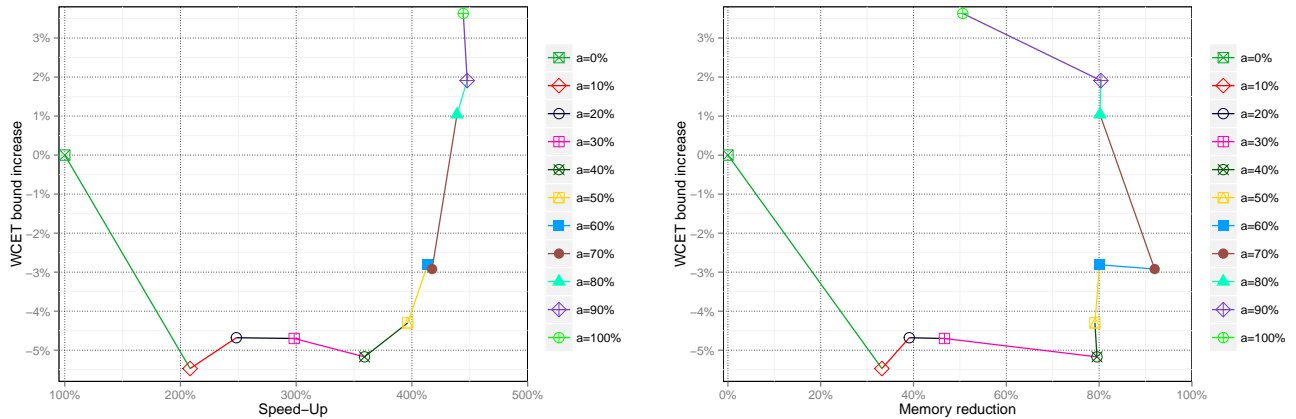 WCET bound increase
3%
2%
1%
0%
−1%
−2%
−3%
−4%
−5%
100%
200%
300%
400%
500%
Speed−Up
a=0%
a=10%
a=20%
a=30%
a=40%
a=50%
a=60%
a=70%
a=80%
a=90%
a=100%
WCET bound increase
3%
2%
1%
0%
−1%
−2%
−3%
−4%
−5%
0%
20%
40%
60%
80%
100%
Memory reduction
a=0%
a=10%
a=20%
a=30%
a=40%
a=50%
a=60%
a=70%
a=80%
a=90%
a=100%